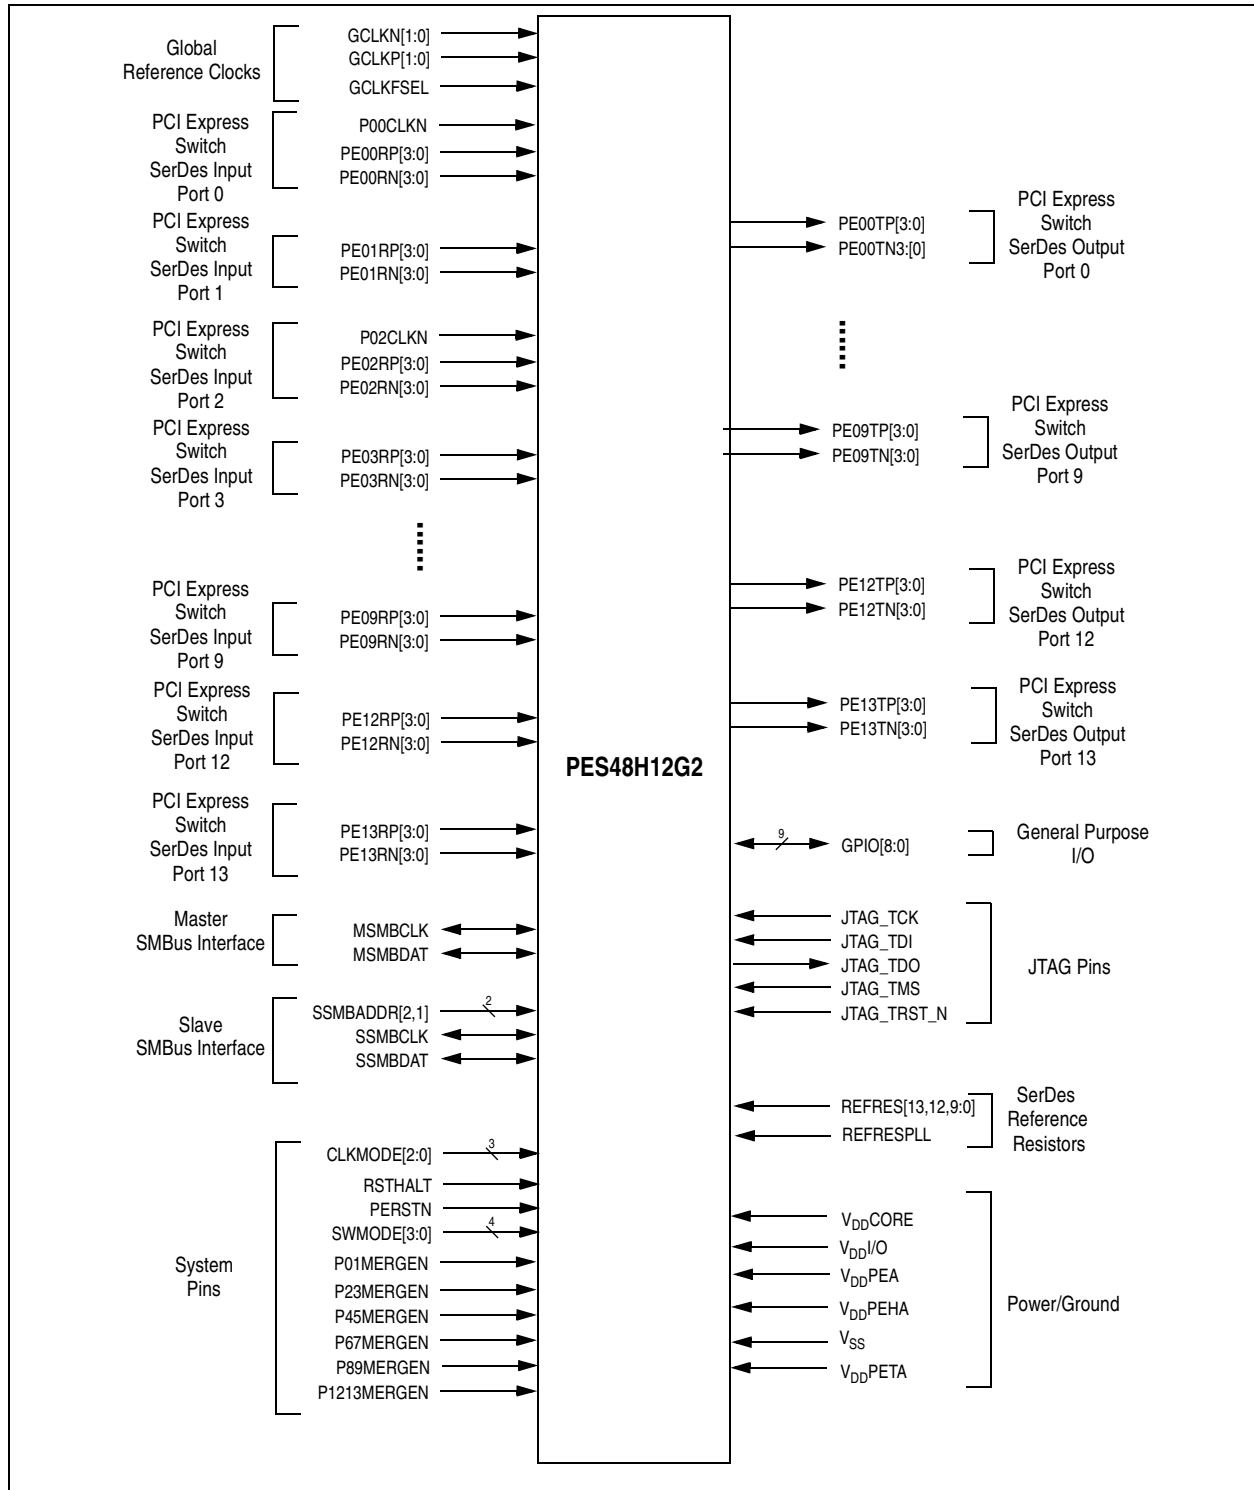 Global
Reference Clocks
GCLKN[1:0]
GCLKP[1:0]
GCLKFSEL
PCI Express
Switch
SerDes Input
Port 0
P00CLKN
PE00RP[3:0]
PE00RN[3:0]
PCI Express
Switch
SerDes Input
Port 1
PE01RP[3:0]
PE01RN[3:0]
PCI Express
Switch
SerDes Input
Port 2
P02CLKN
PE02RP[3:0]
PE02RN[3:0]
PCI Express
Switch
SerDes Input
Port 3
PE03RP[3:0]
PE03RN[3:0]
PCI Express
Switch
SerDes Input
Port 9
PE09RP[3:0]
PE09RN[3:0]
PCI Express
Switch
SerDes Input
Port 12
PE12RP[3:0]
PE12RN[3:0]
PCI Express
Switch
SerDes Input
Port 13
PE13RP[3:0]
PE13RN[3:0]
Master
SMBus Interface
MSMBCLK
MSMBDAT
Slave
SMBus Interface
SSMBADDR[2,1]
2
SSMBCLK
SSMBDAT
System
Pins
CLKMODE[2:0]
3
RSTHALT
PERSTN
SWMODE[3:0]
4
P01MERGEN
P23MERGEN
P45MERGEN
P67MERGEN
P89MERGEN
P1213MERGEN
PES48H12G2
PE00TP[3:0]
PE00TN3:[0]
PCI Express
Switch
SerDes Output
Port 0
PE09TP[3:0]
PE09TN[3:0]
PCI Express
Switch
SerDes Output
Port 9
PE12TP[3:0]
PE12TN[3:0]
PCI Express
Switch
SerDes Output
Port 12
PE13TP[3:0]
PE13TN[3:0]
PCI Express
Switch
SerDes Output
Port 13
9
GPIO[8:0]
General Purpose
I/O
JTAG_TCK
JTAG_TDI
JTAG_TDO
JTAG_TMS
JTAG_TRST_N
JTAG Pins
REFRES[13,12,9:0]
REFRESPLL
SerDes
Reference
Resistors
VDDCORE
VDDI/O
VDDPEA
VDDPEHA
VSS
VDDPETA
Power/Ground